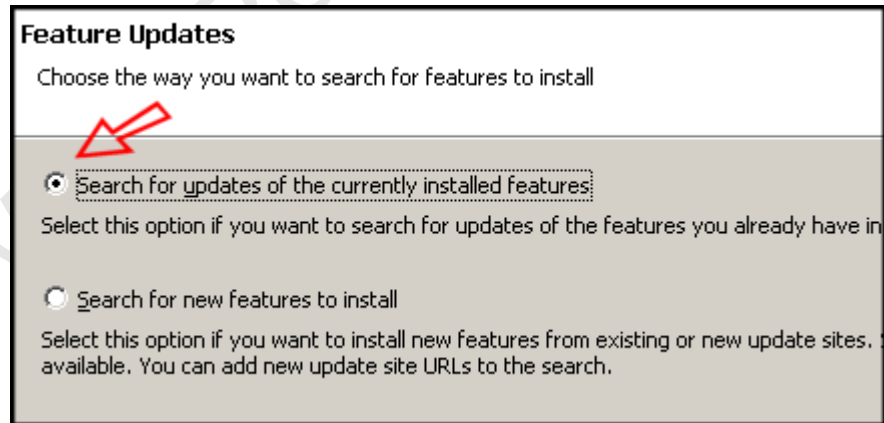 Feature Updates
Choose the way you want to search for features to install
Search for updates of the currently installed features
Select this option if you want to search for updates of the features you already have in
Search for new features to install
Select this option if you want to install new features from existing or new update sites.
available. You can add new update site URLs to the search.